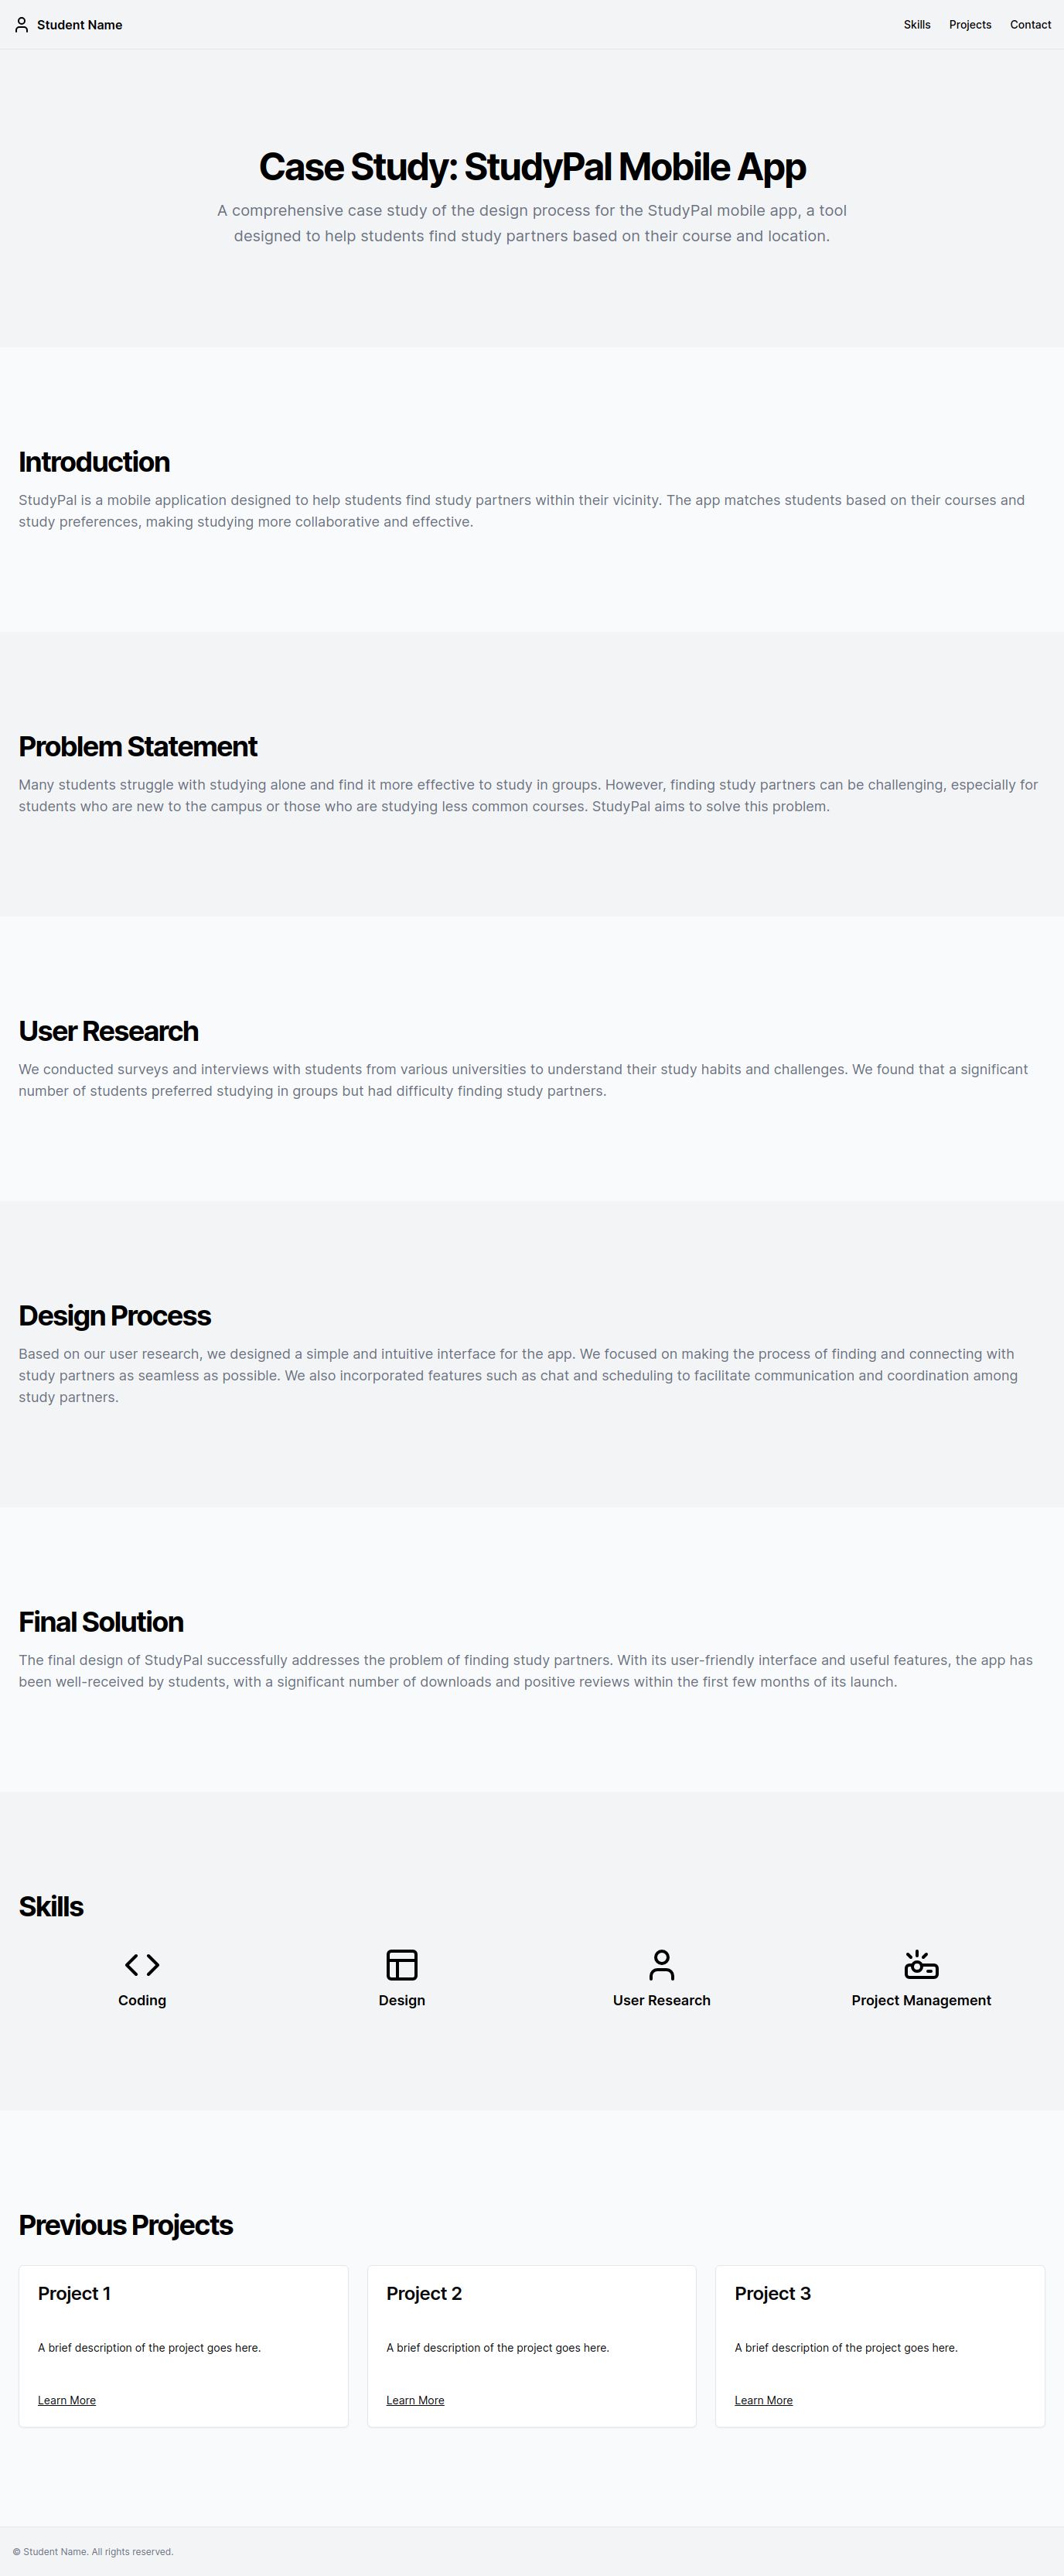 Student Name
Skills
Projects
Contact
Case Study: StudyPal Mobile App
A comprehensive case study of the design process for the StudyPal mobile app, a tool
designed to help students find study partners based on their course and location.
Introduction
StudyPal is a mobile application designed to help students find study partners within their vicinity. The app matches students based on their courses and
study preferences, making studying more collaborative and effective.
Problem Statement
Many students struggle with studying alone and find it more effective to study in groups. However, finding study partners can be challenging, especially for
students who are new to the campus or those who are studying less common courses. StudyPal aims to solve this problem.
User Research
We conducted surveys and interviews with students from various universities to understand their study habits and challenges. We found that a significant
number of students preferred studying in groups but had difficulty finding study partners.
Design Process
Based on our user research, we designed a simple and intuitive interface for the app. We focused on making the process of finding and connecting with
study partners as seamless as possible. We also incorporated features such as chat and scheduling to facilitate communication and coordination among
study partners.
Final Solution
The final design of StudyPal successfully addresses the problem of finding study partners. With its user-friendly interface and useful features, the app has
been well-received by students, with a significant number of downloads and positive reviews within the first few months of its launch.
Skills
Coding
Design
User Research
Project Management
Previous Projects
Project 1
A brief description of the project goes here.
Learn More
Project 2
A brief description of the project goes here.
Learn More
Project 3
A brief description of the project goes here.
Learn More
© Student Name. All rights reserved.